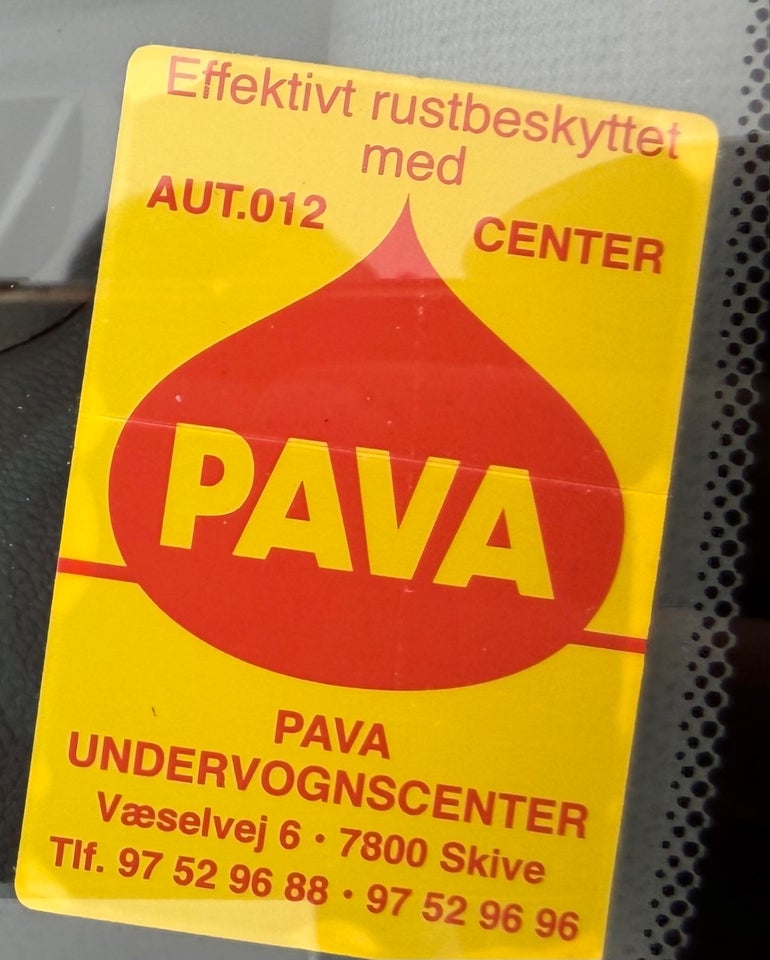 Effektivt rustbeskyttet
med
AUT.012 CENTER
PAVA
PAVA
UNDERVOGNSCENTER
Væselvej 6 • 7800 Skive
Tlf. 97 52 96 88 • 97 52 96 96